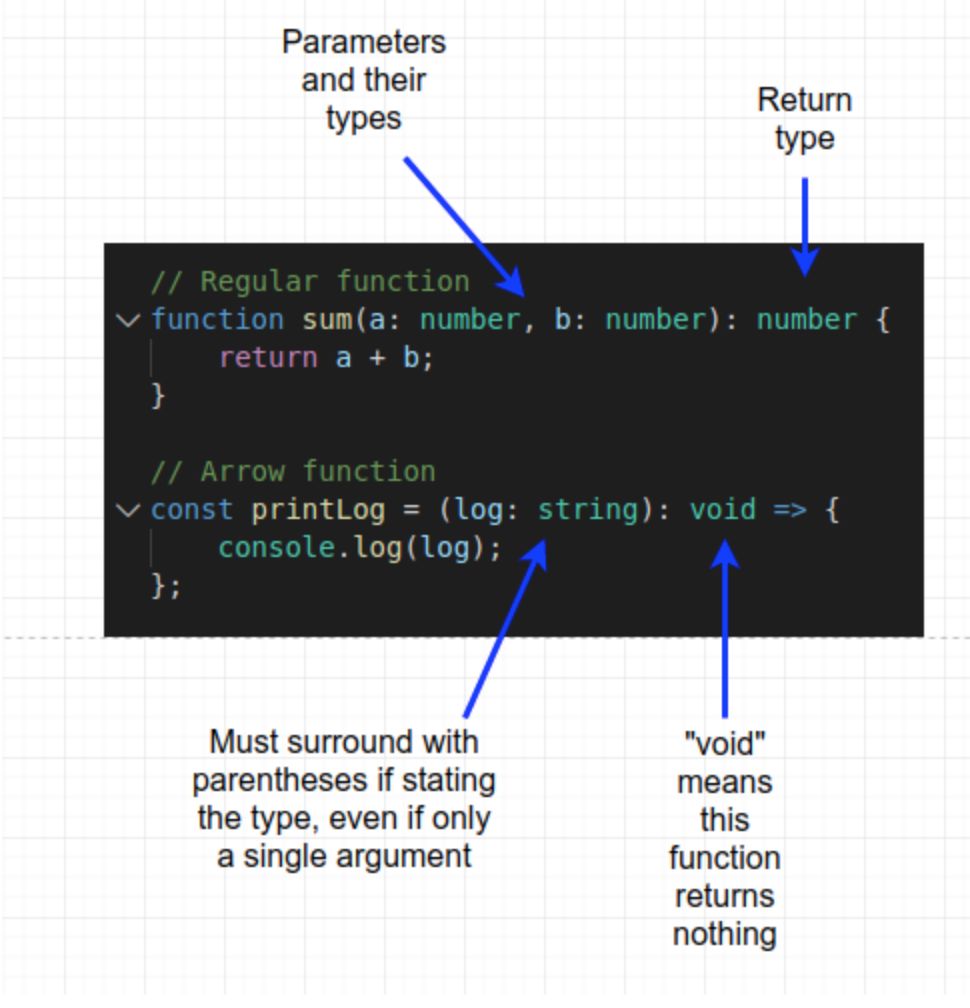 Parameters
and their
types
Return
type
// Regular function
function sum(a: number, b: number): number {
return a + b;
}
// Arrow function
const printLog = (log: string): void => {
console.log(log);
};
Must surround with
parentheses if stating
the type, even if only
a single argument
"void"
means
this
function
returns
nothing